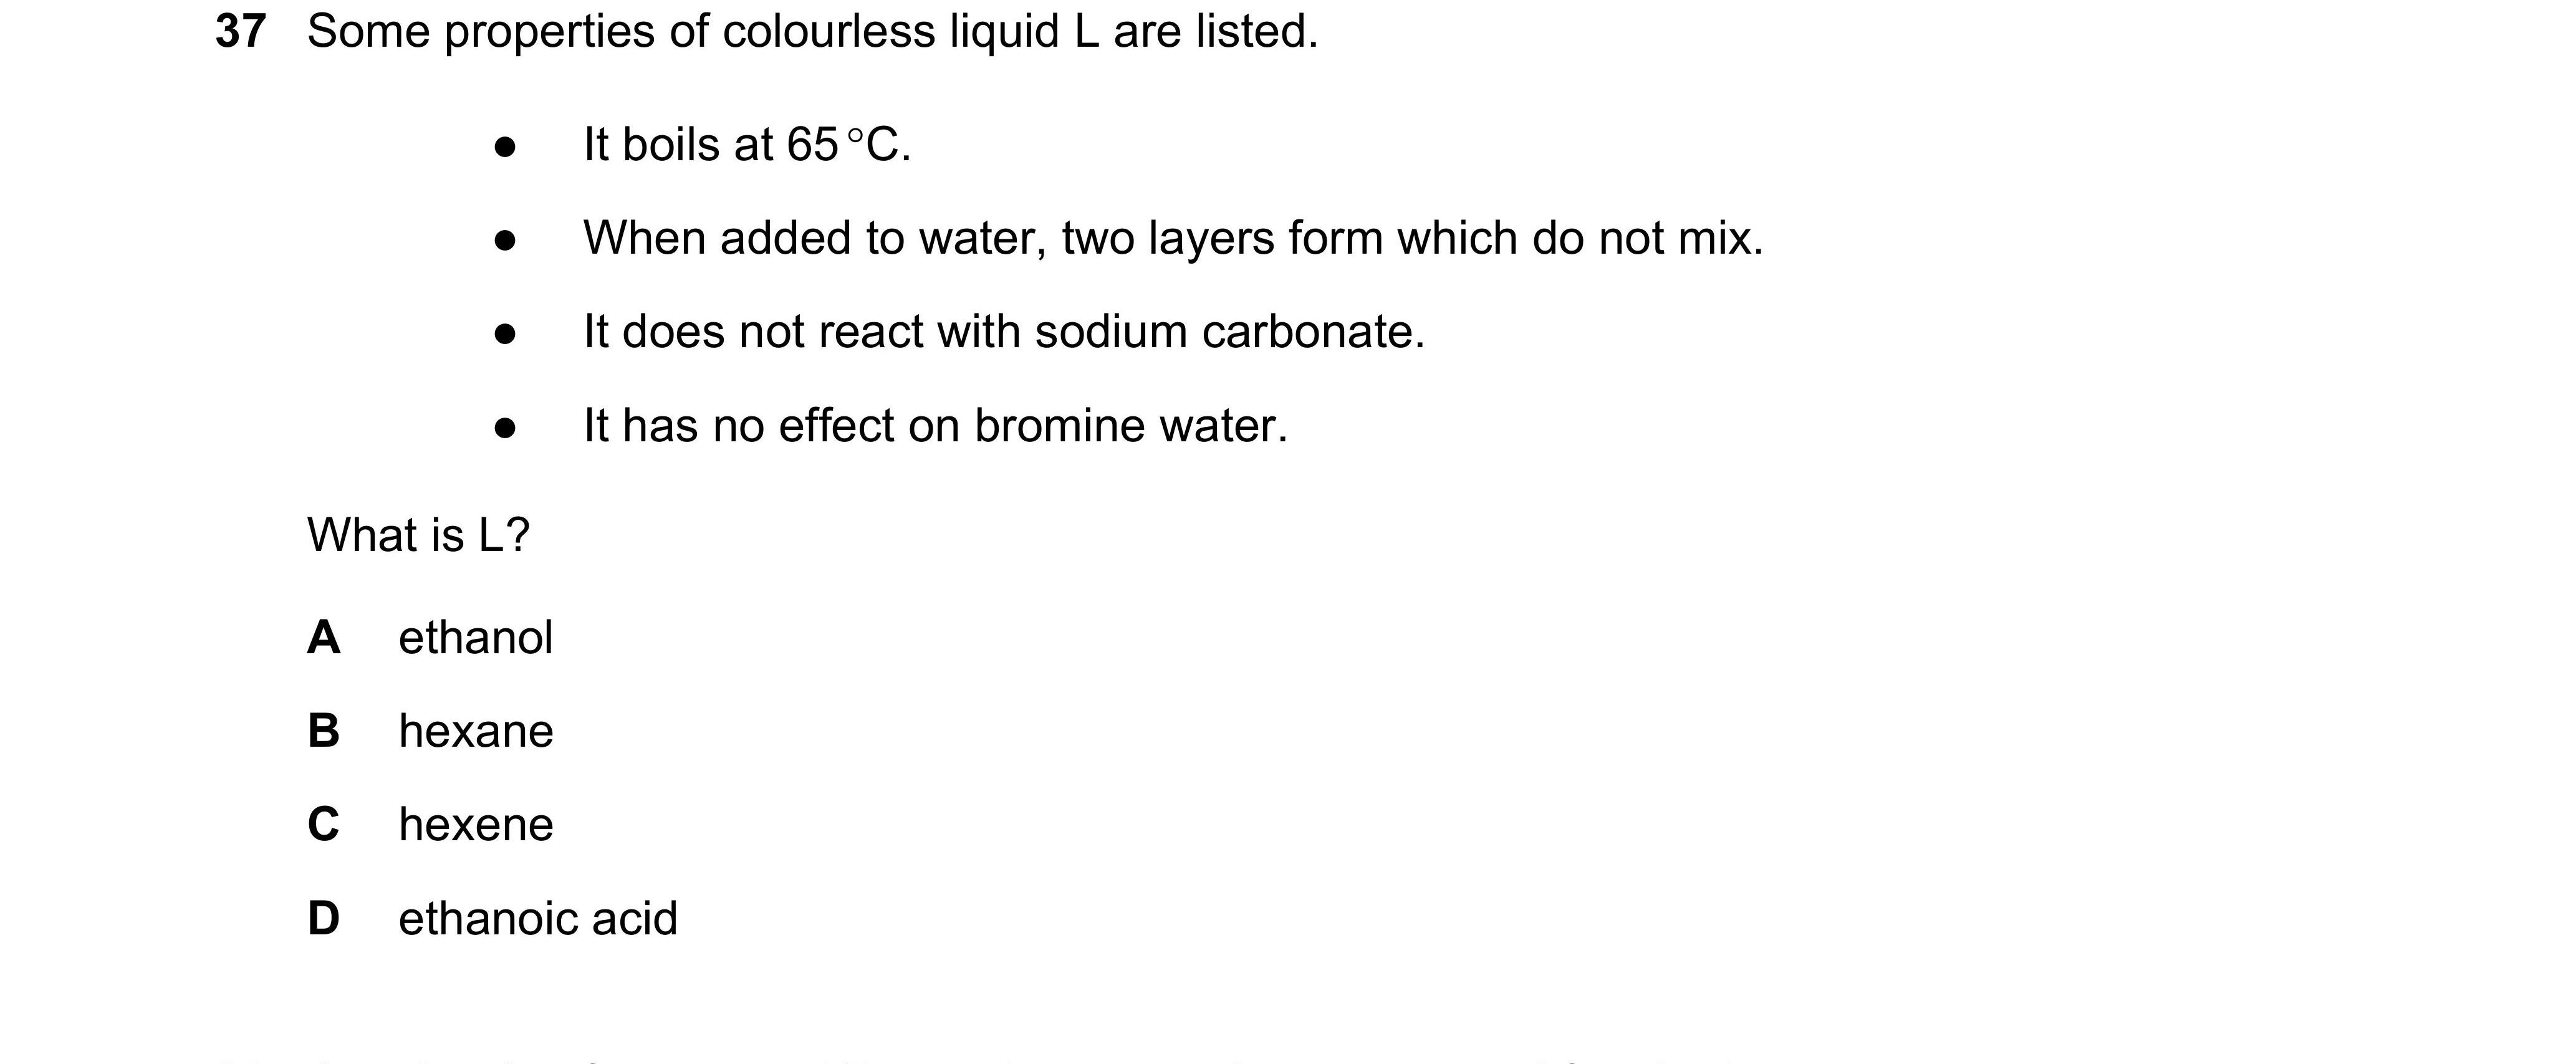 37 Some properties of colourless liquid L are listed.
● It boils at 65 °C.
● When added to water, two layers form which do not mix.
● It does not react with sodium carbonate.
● It has no effect on bromine water.
What is L?
A ethanol
B hexane
C hexene
D ethanoic acid